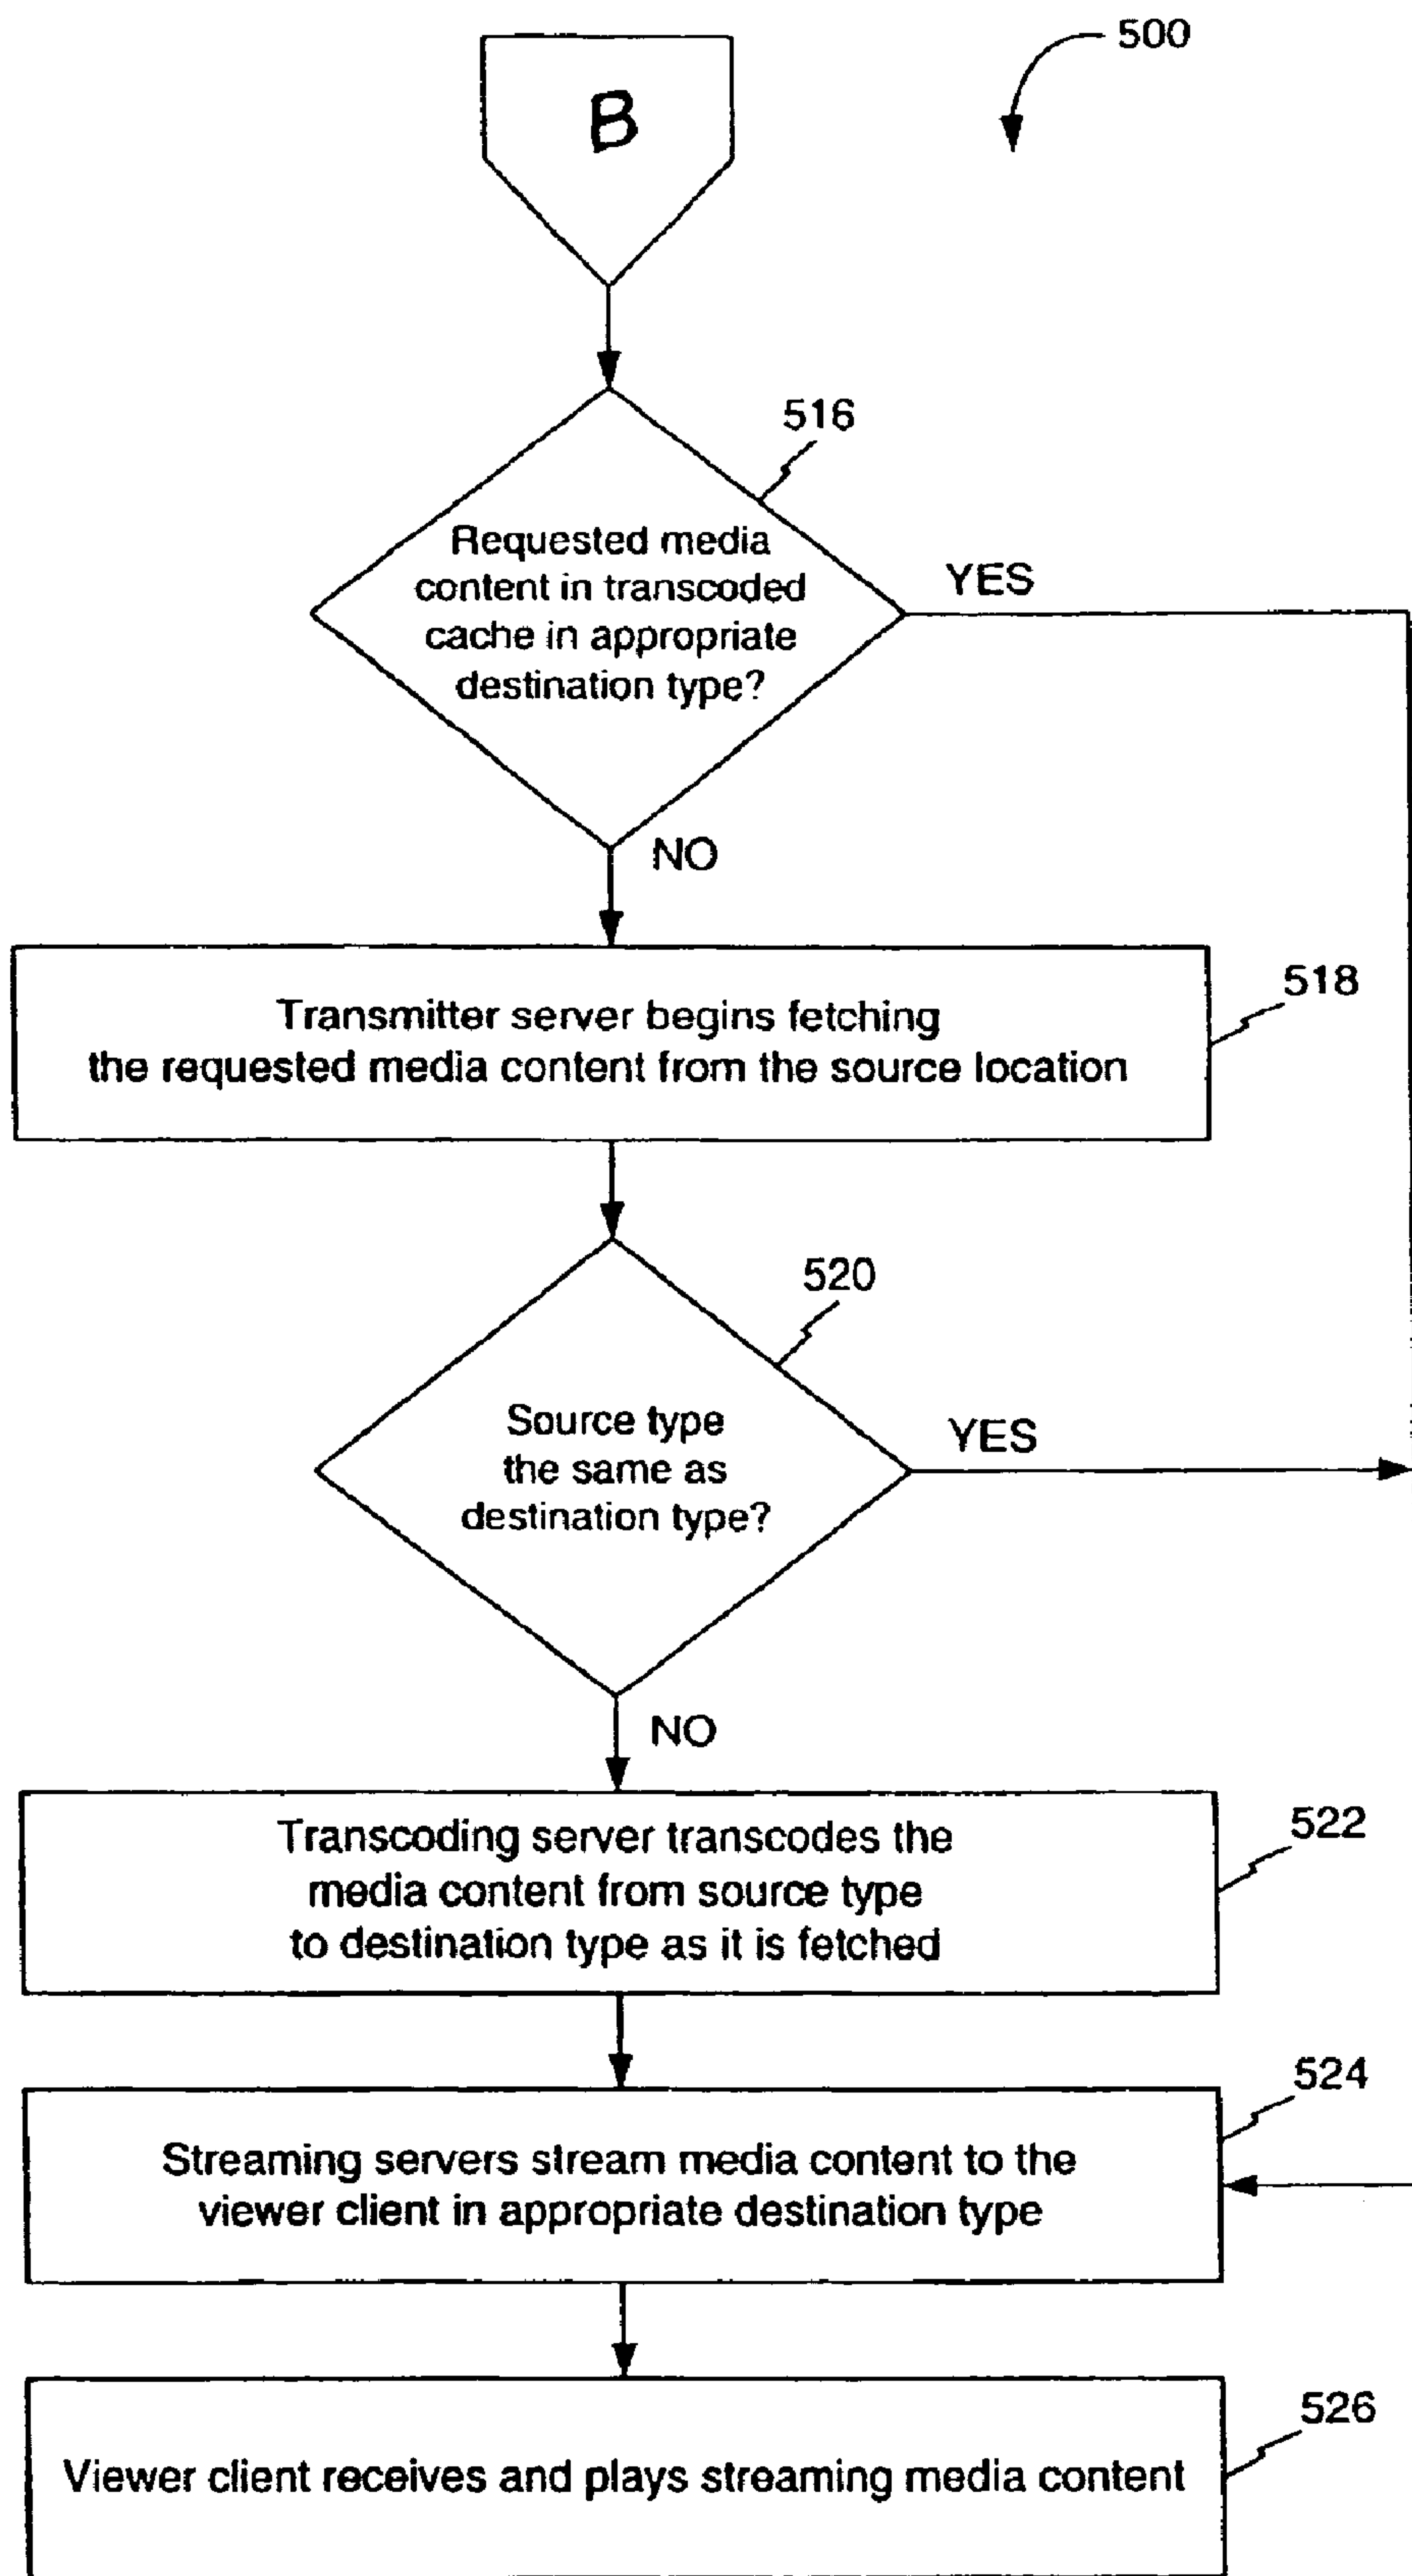 500
B
516
Requested media
content in transcoded
cache in appropriate
destination type?
YES
NO
518
Transmitter server begins fetching
the requested media content from the source location
520
Source type
the same as
destination type?
YES
NO
522
Transcoding server transcodes the
media content from source type
to destination type as it is fetched
524
Streaming servers stream media content to the
viewer client in appropriate destination type
526
Viewer client receives and plays streaming media content